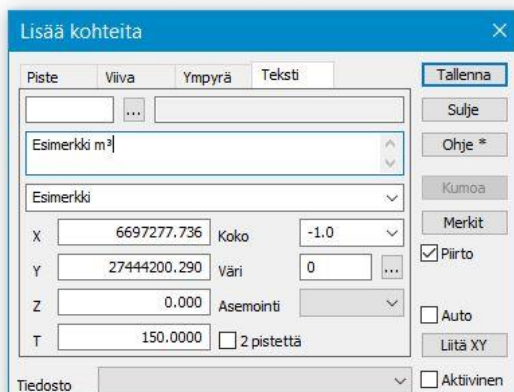 Lisää kohteita
Piste Viiva Ympyrä Teksti
Tallenna
...
Sulje
Esimerkki m³
Ohje *
Esimerkki
Kumoa
X 6697277.736 Koko -1.0
Merkit
Piirto
Y 27444200.290 Väri 0 ...
Z 0.000 Asemointi
Auto
T 150.0000 2 pistettä
Liitä XY
Tiedosto
Aktiivinen